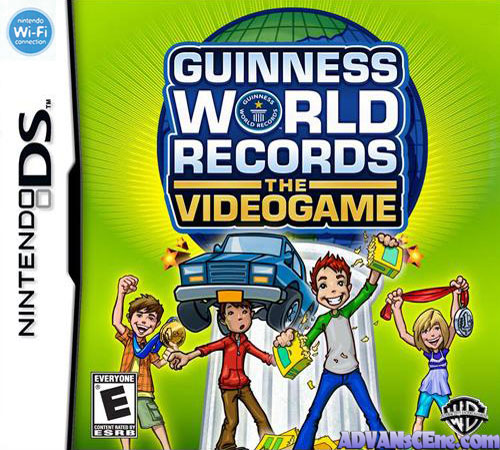 nintendo
Wi-Fi
connection
NINTENDO DS™
GUINNESS
WORLD
GUINNESS
WORLD RECORDS
RECORDS
THE
VIDEOGAME
EVERYONE
E
CONTENT RATED BY
ESRB
WB
ADVANsCEne.com